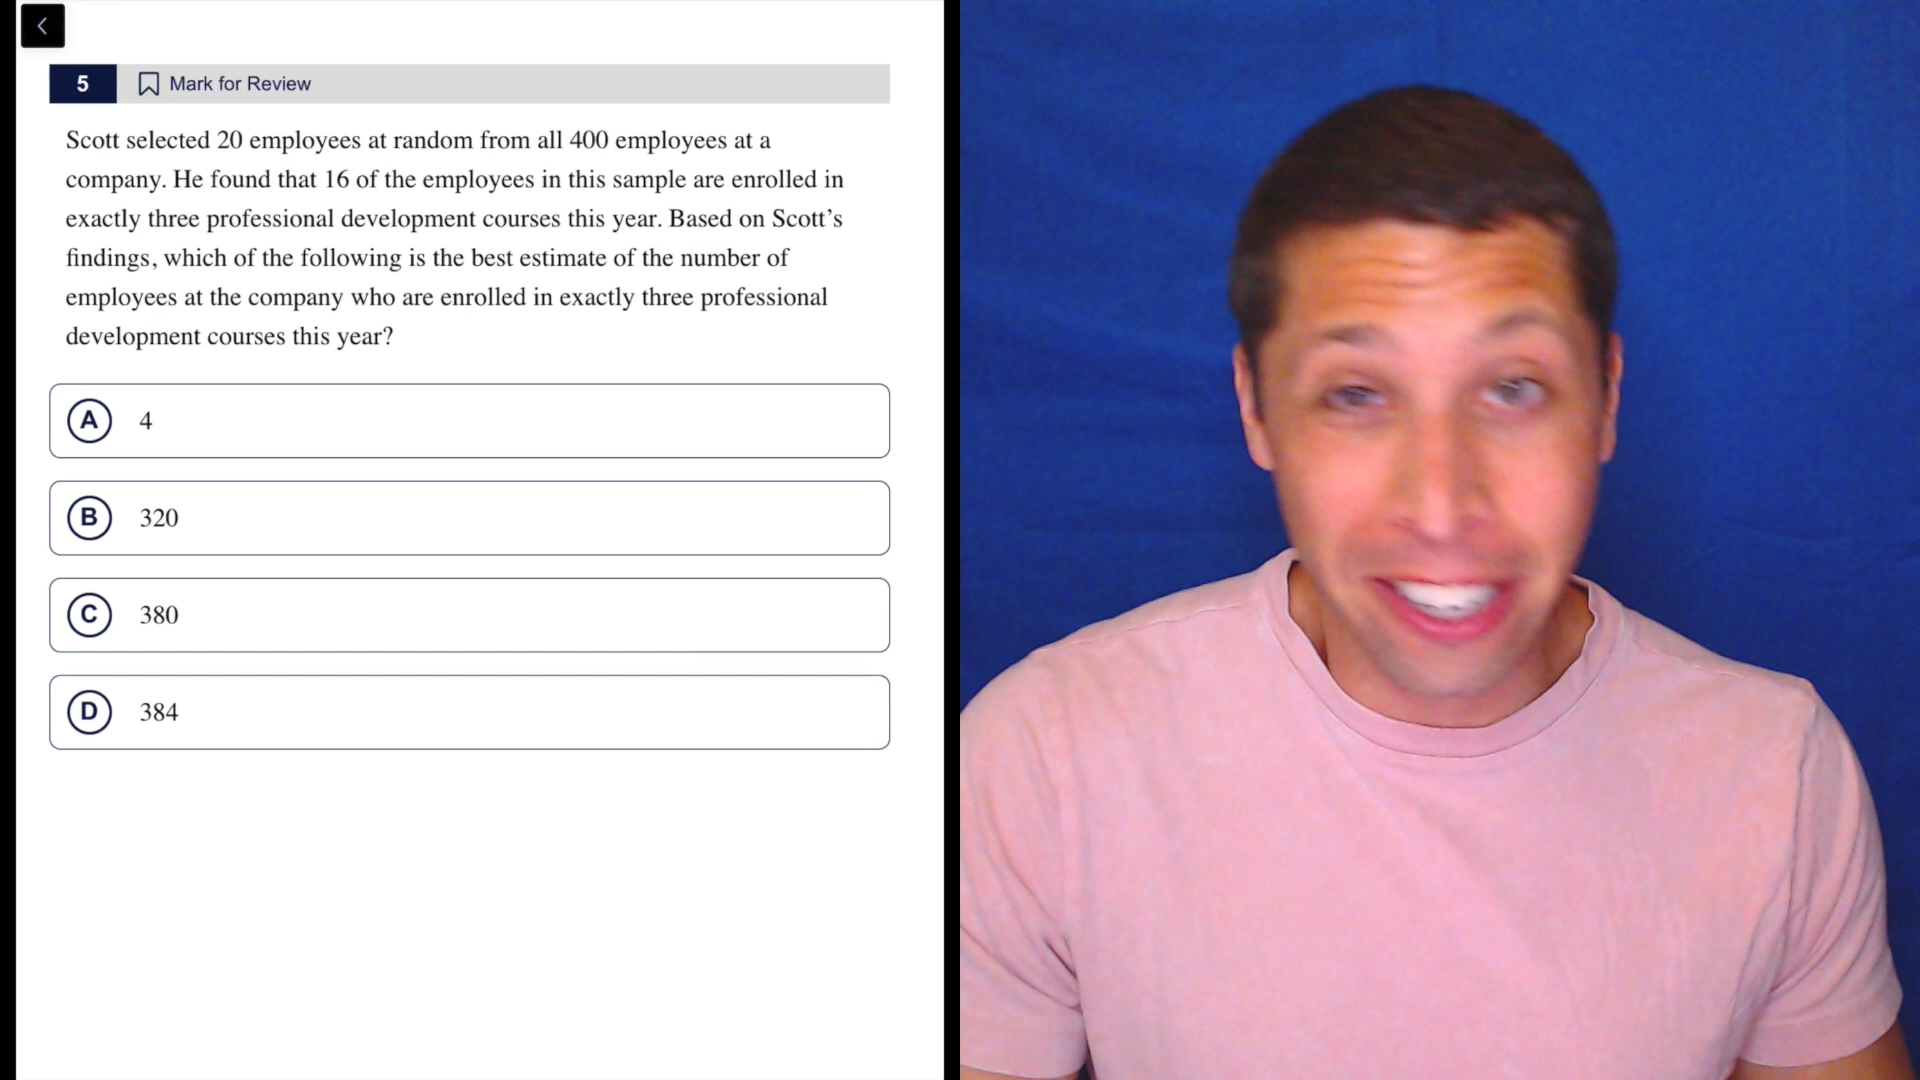 5
Mark for Review
Scott selected 20 employees at random from all 400 employees at a
company. He found that 16 of the employees in this sample are enrolled in
exactly three professional development courses this year. Based on Scott’s
findings, which of the following is the best estimate of the number of
employees at the company who are enrolled in exactly three professional
development courses this year?
A 4
B 320
C 380
D 384